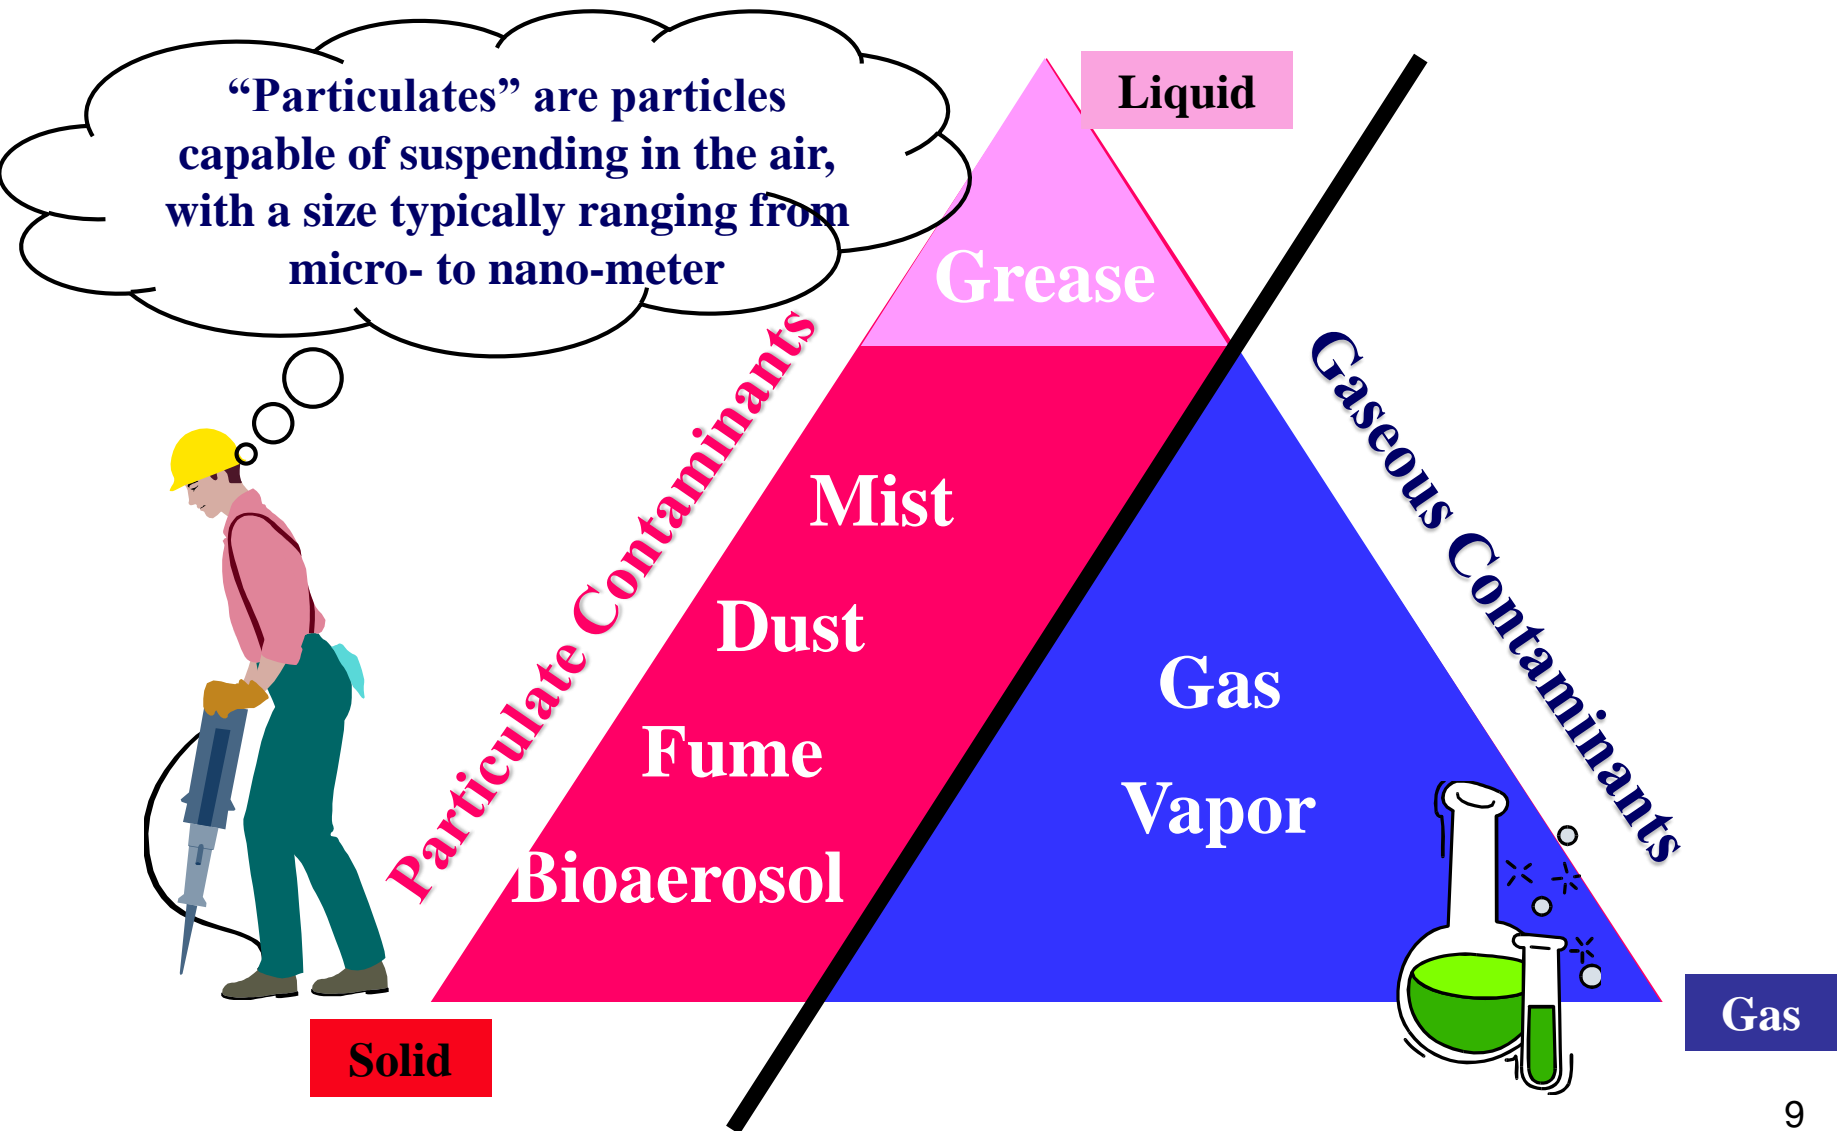 “Particulates” are particles
capable of suspending in the air,
with a size typically ranging from
micro- to nano-meter
Liquid
Grease
Particulate Contaminants
Gaseous Contaminants
Mist
Dust
Fume
Bioaerosol
Gas
Vapor
Solid
Gas
9